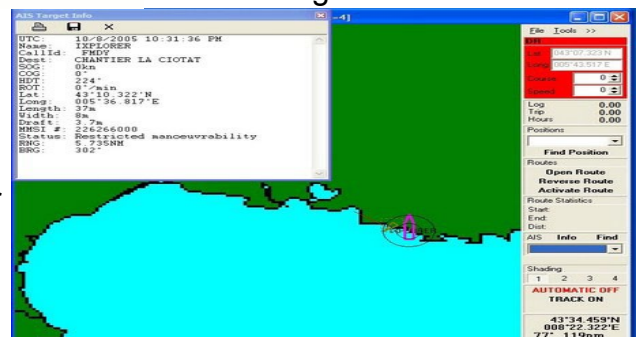 AIS Target Info
UTC: 10/8/2005 10:31:36 PM
Name: IXPLORER
CallId: FMDY
Dest: CHANTIER LA CIOTAT
SOG: 0kn
COG: 0°
HDT: 224°
ROT: 0°/min
Lat: 43°10.322'N
Long: 005°36.817'E
Length: 37m
Width: 8m
Draft: 3.7m
MMSI #: 226266000
Status: Restricted manoeuvrability
RNG: 5.735NM
BRG: 302°
-4]
File Tools >>
DR
Lat 043°07.323 N
Long 005°43.517 E
Course 0
Speed 0
Log 0.00
Trip 0.00
Hours 0.00
Positions
Find Position
Routes
Open Route
Reverse Route
Activate Route
Route Statistics
Start:
End:
Dist:
AIS Info Find
Shading
1 2 3 4
AUTOMATIC OFF
TRACK ON
43°34.459'N
008°22.322'E
77° 119nm